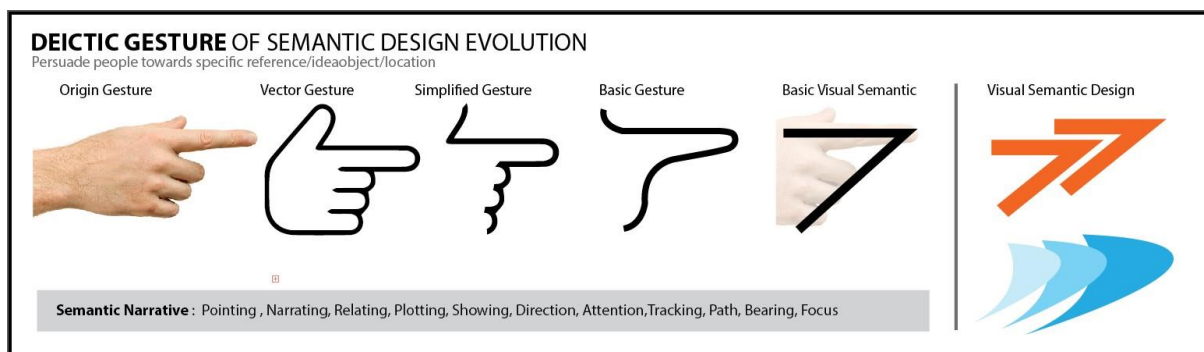 DEICTIC GESTURE OF SEMANTIC DESIGN EVOLUTION
Persuade people towards specific reference/ideaobject/location
Origin Gesture
Vector Gesture
Simplified Gesture
Basic Gesture
Basic Visual Semantic
Visual Semantic Design
Semantic Narrative : Pointing , Narrating, Relating, Plotting, Showing, Direction, Attention,Tracking, Path, Bearing, Focus